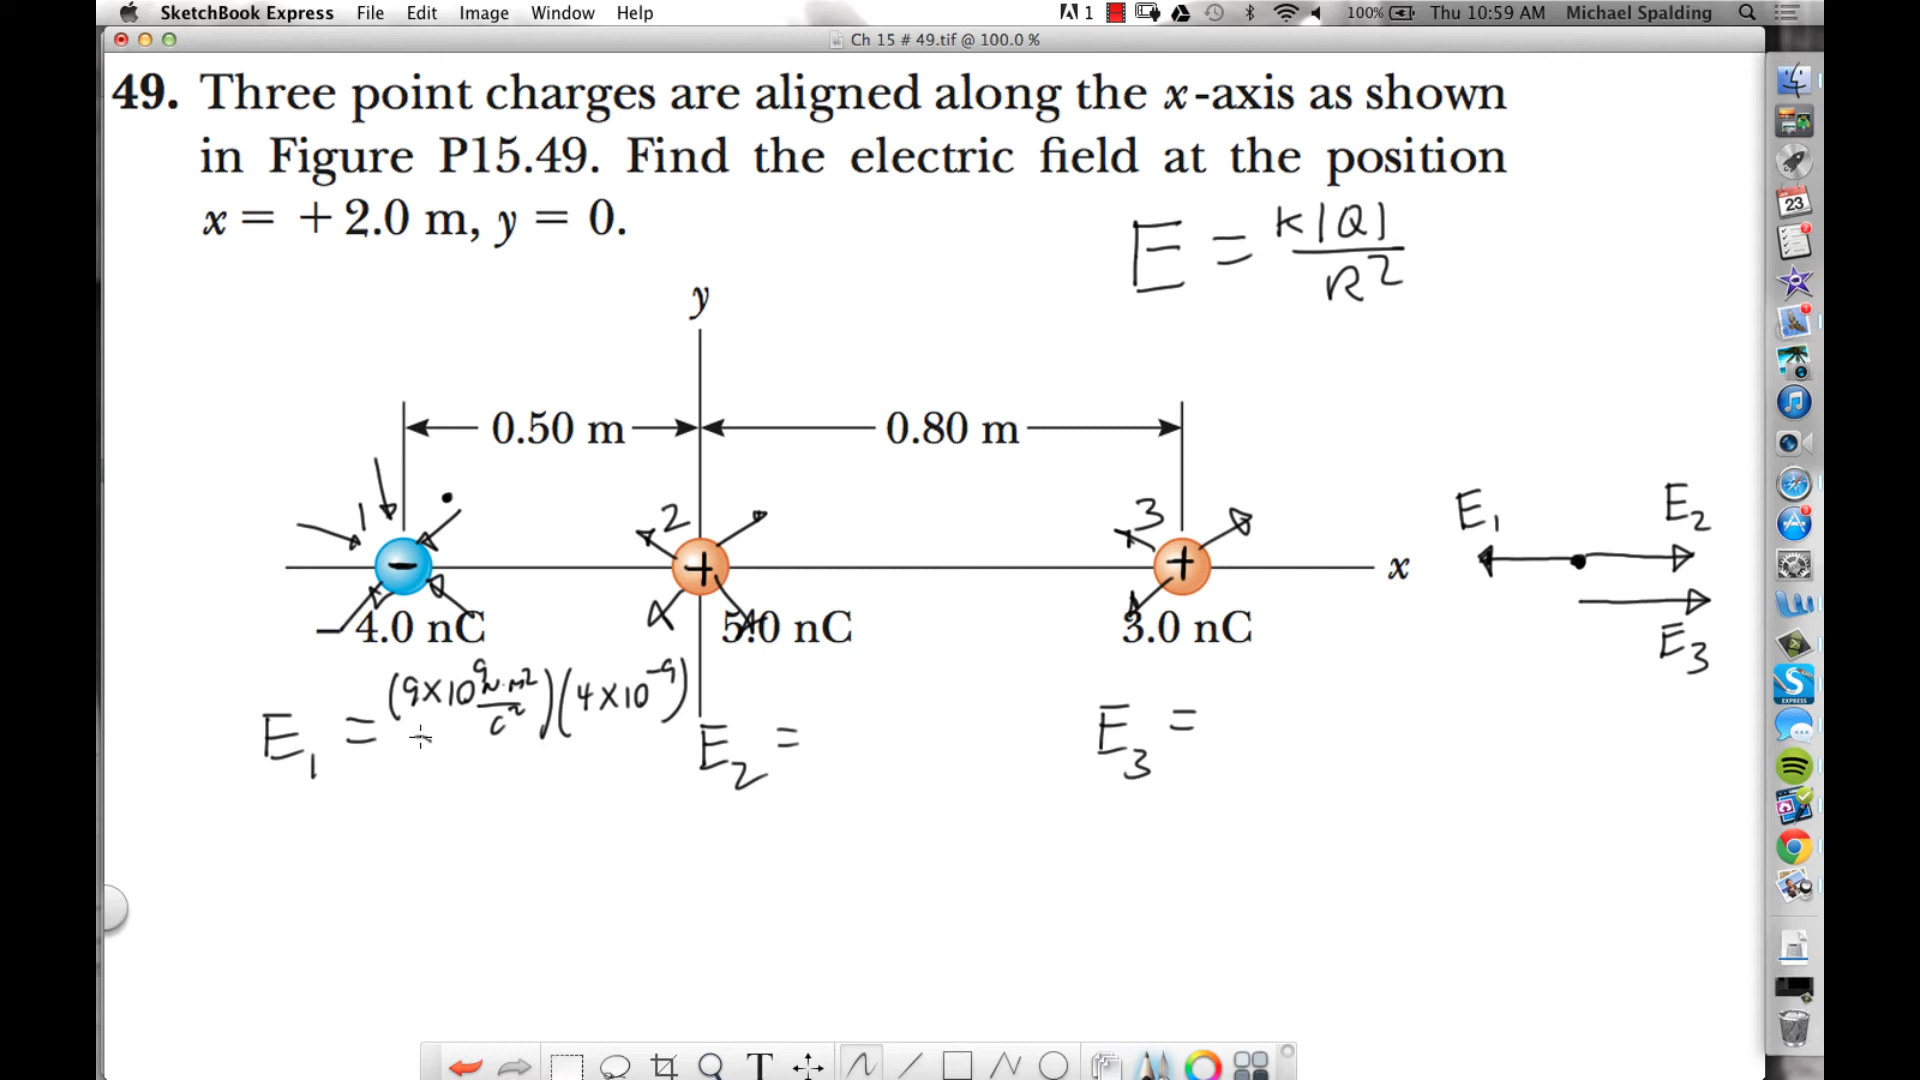 SketchBook Express File Edit Image Window Help 1 100% Thu 10:59 AM Michael Spalding
Ch 15 # 49.tif @ 100.0 %
49. Three point charges are aligned along the x-axis as shown
in Figure P15.49. Find the electric field at the position
x = +2.0 m, y = 0.
E = K|Q| / R²
y
0.50 m 0.80 m
1 2 3
- + + x
E₁ E₂
E₃
-4.0 nC 5.0 nC 3.0 nC
E₁ = (9×10⁹ N·m²/C²)(4×10⁻⁹)
E₂ =
E₃ =
23
EXPRESS
T